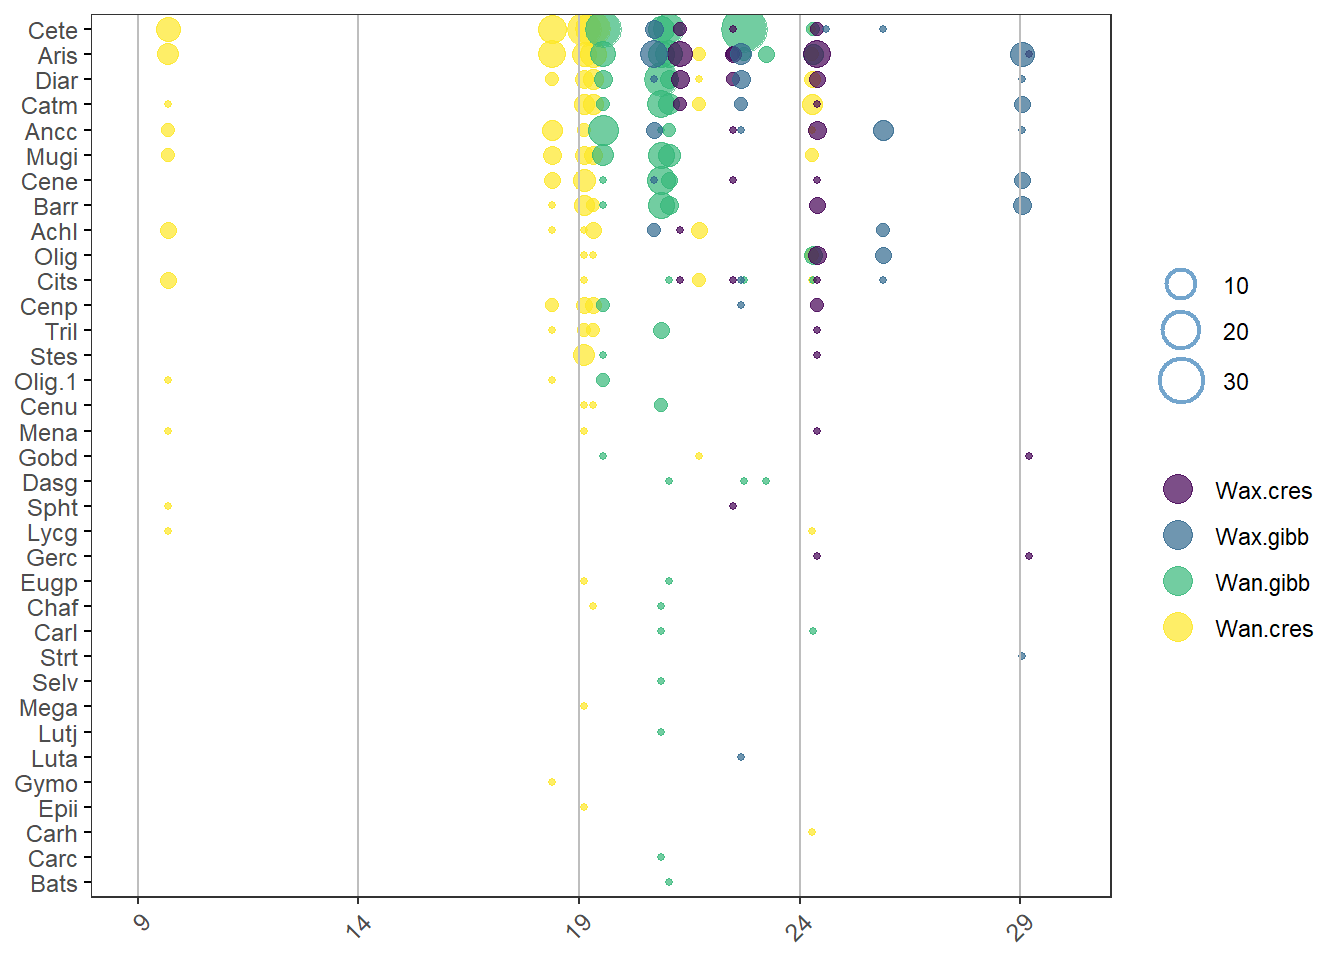 Cete
Aris
Diar
Catm
Ancc
Mugi
Cene
Barr
Achl
Olig
Cits
Cenp
Tril
Stes
Olig.1
Cenu
Mena
Gobd
Dasg
Spht
Lycg
Gerc
Eugp
Chaf
Carl
Strt
Selv
Mega
Lutj
Luta
Gymo
Epii
Carh
Carc
Bats
9 14 19 24 29
10
20
30
Wax.cres
Wax.gibb
Wan.gibb
Wan.cres